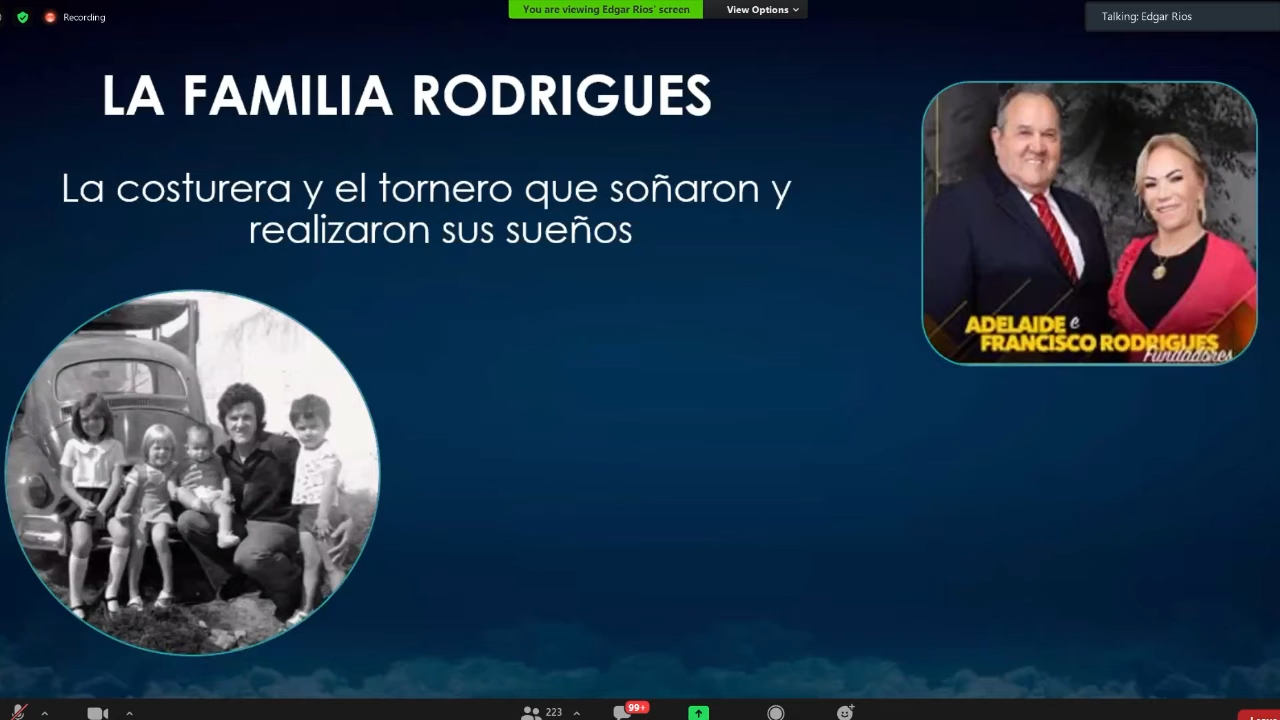 Recording
You are viewing Edgar Rios' screen
View Options
Talking: Edgar Rios
LA FAMILIA RODRIGUES
La costurera y el tornero que soñaron y
realizaron sus sueños
ADELAIDE e
FRANCISCO RODRIGUES
Fundadores
223
99+